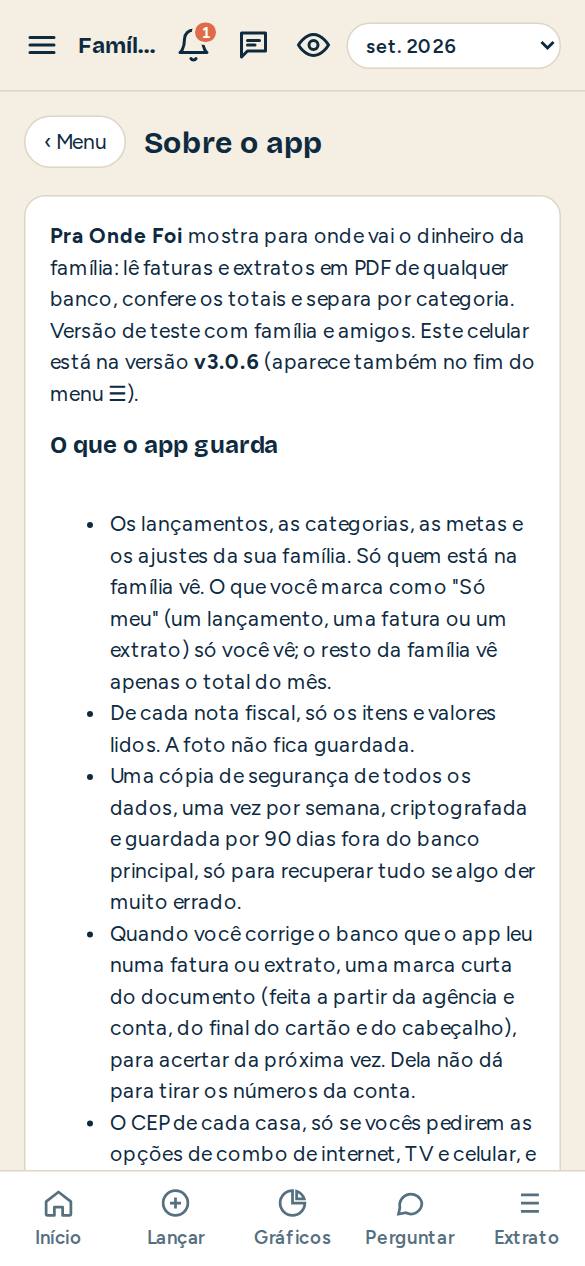 Famíl...
1
set. 2026
‹ Menu
Sobre o app
Pra Onde Foi mostra para onde vai o dinheiro da
família: lê faturas e extratos em PDF de qualquer
banco, confere os totais e separa por categoria.
Versão de teste com família e amigos. Este celular
está na versão v3.0.6 (aparece também no fim do
menu ☰).
O que o app guarda
• Os lançamentos, as categorias, as metas e
os ajustes da sua família. Só quem está na
família vê. O que você marca como "Só
meu" (um lançamento, uma fatura ou um
extrato) só você vê; o resto da família vê
apenas o total do mês.
• De cada nota fiscal, só os itens e valores
lidos. A foto não fica guardada.
• Uma cópia de segurança de todos os
dados, uma vez por semana, criptografada
e guardada por 90 dias fora do banco
principal, só para recuperar tudo se algo der
muito errado.
• Quando você corrige o banco que o app leu
numa fatura ou extrato, uma marca curta
do documento (feita a partir da agência e
conta, do final do cartão e do cabeçalho),
para acertar da próxima vez. Dela não dá
para tirar os números da conta.
• O CEP de cada casa, só se vocês pedirem as
opções de combo de internet, TV e celular, e
Início
Lançar
Gráficos
Perguntar
Extrato